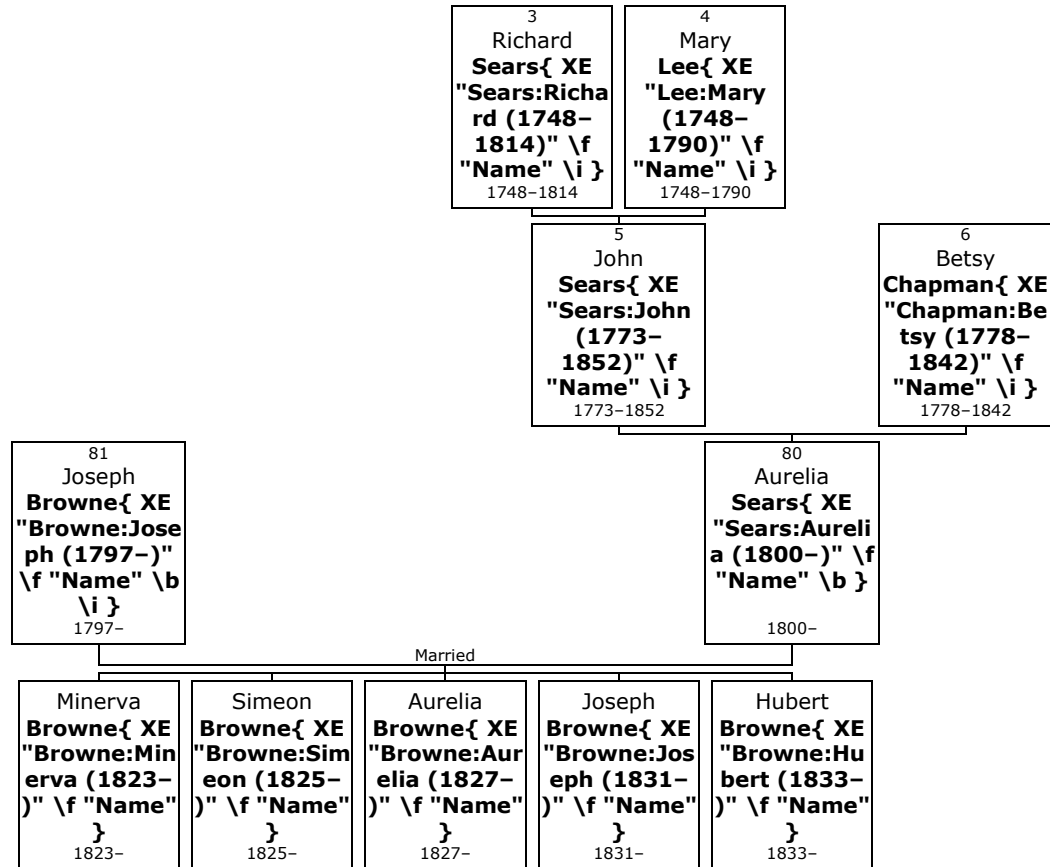 3
Richard
Sears{ XE
"Sears:Richa
rd (1748–
1814)" \f
"Name" \i }
1748–1814
4
Mary
Lee{ XE
"Lee:Mary
(1748–
1790)" \f
"Name" \i }
1748–1790
5
John
Sears{ XE
"Sears:John
(1773–
1852)" \f
"Name" \i }
1773–1852
6
Betsy
Chapman{ XE
"Chapman:Be
tsy (1778–
1842)" \f
"Name" \i }
1778–1842
81
Joseph
Browne{ XE
"Browne:Jose
ph (1797–)"
\f "Name" \b
\i }
1797–
80
Aurelia
Sears{ XE
"Sears:Aureli
a (1800–)" \f
"Name" \b }
1800–
Married
Minerva
Browne{ XE
"Browne:Min
erva (1823–
)" \f "Name"
}
1823–
Simeon
Browne{ XE
"Browne:Sim
eon (1825–
)" \f "Name"
}
1825–
Aurelia
Browne{ XE
"Browne:Aur
elia (1827–
)" \f "Name"
}
1827–
Joseph
Browne{ XE
"Browne:Jos
eph (1831–
)" \f "Name"
}
1831–
Hubert
Browne{ XE
"Browne:Hu
bert (1833–
)" \f "Name"
}
1833–